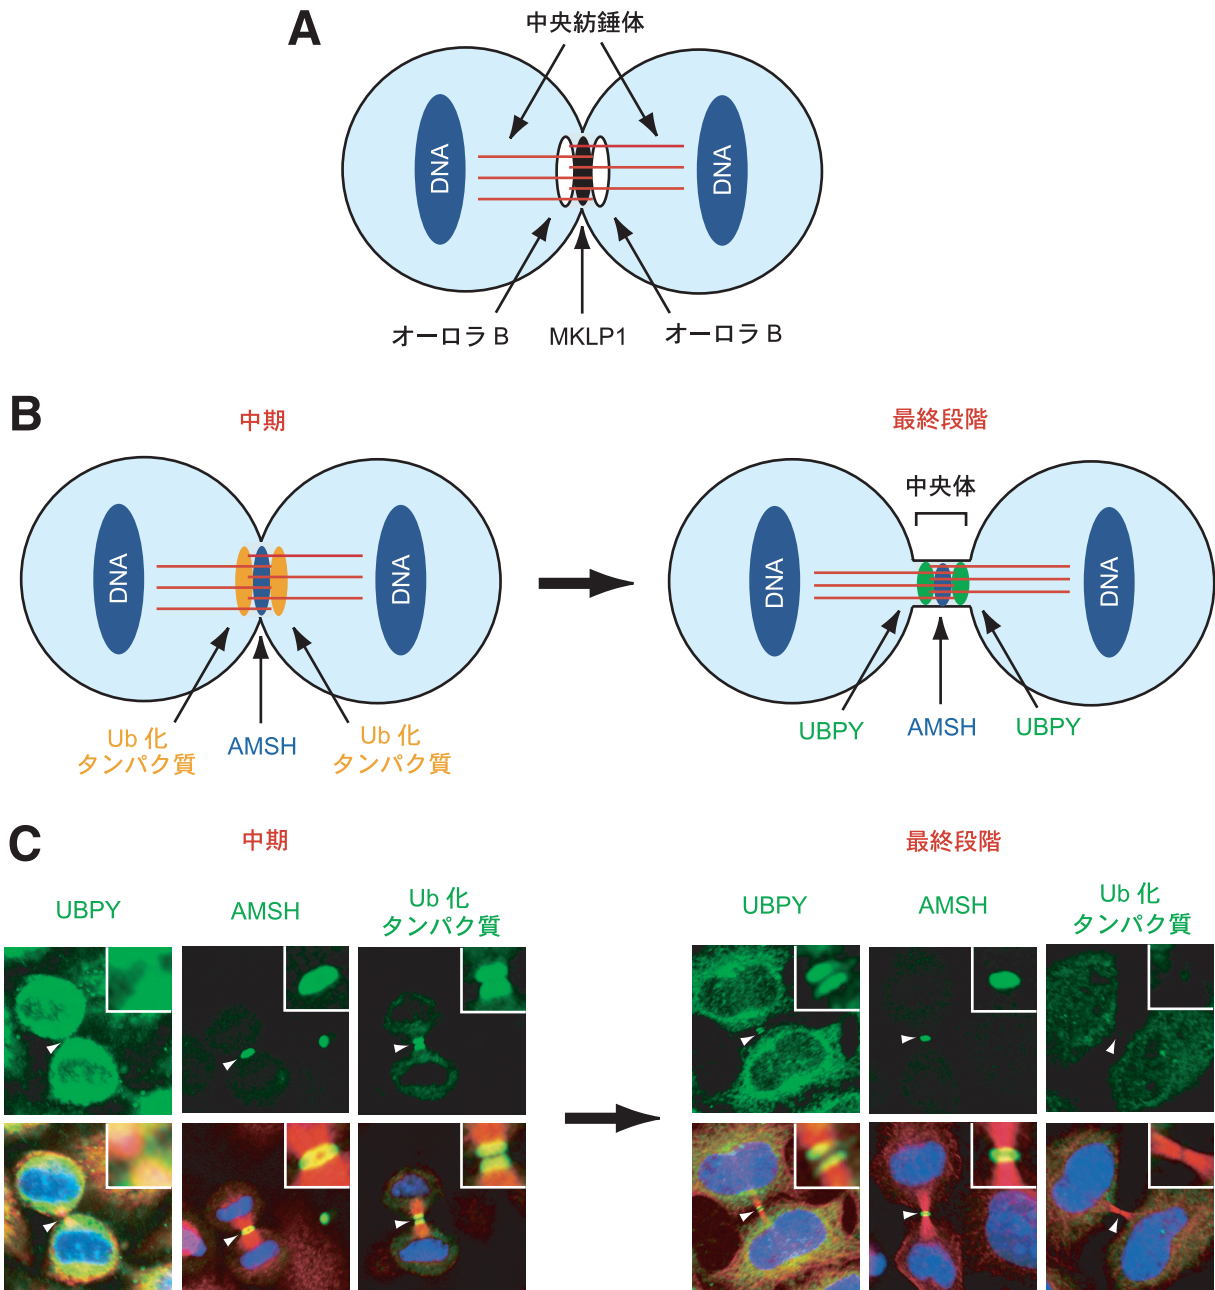 A
中央紡錘体
DNA
DNA
オーロラ B
MKLP1
オーロラ B
B
中期
最終段階
中央体
DNA
DNA
DNA
DNA
Ub 化
タンパク質
AMSH
Ub 化
タンパク質
UBPY
AMSH
UBPY
C
中期
最終段階
UBPY
AMSH
Ub 化
タンパク質
UBPY
AMSH
Ub 化
タンパク質